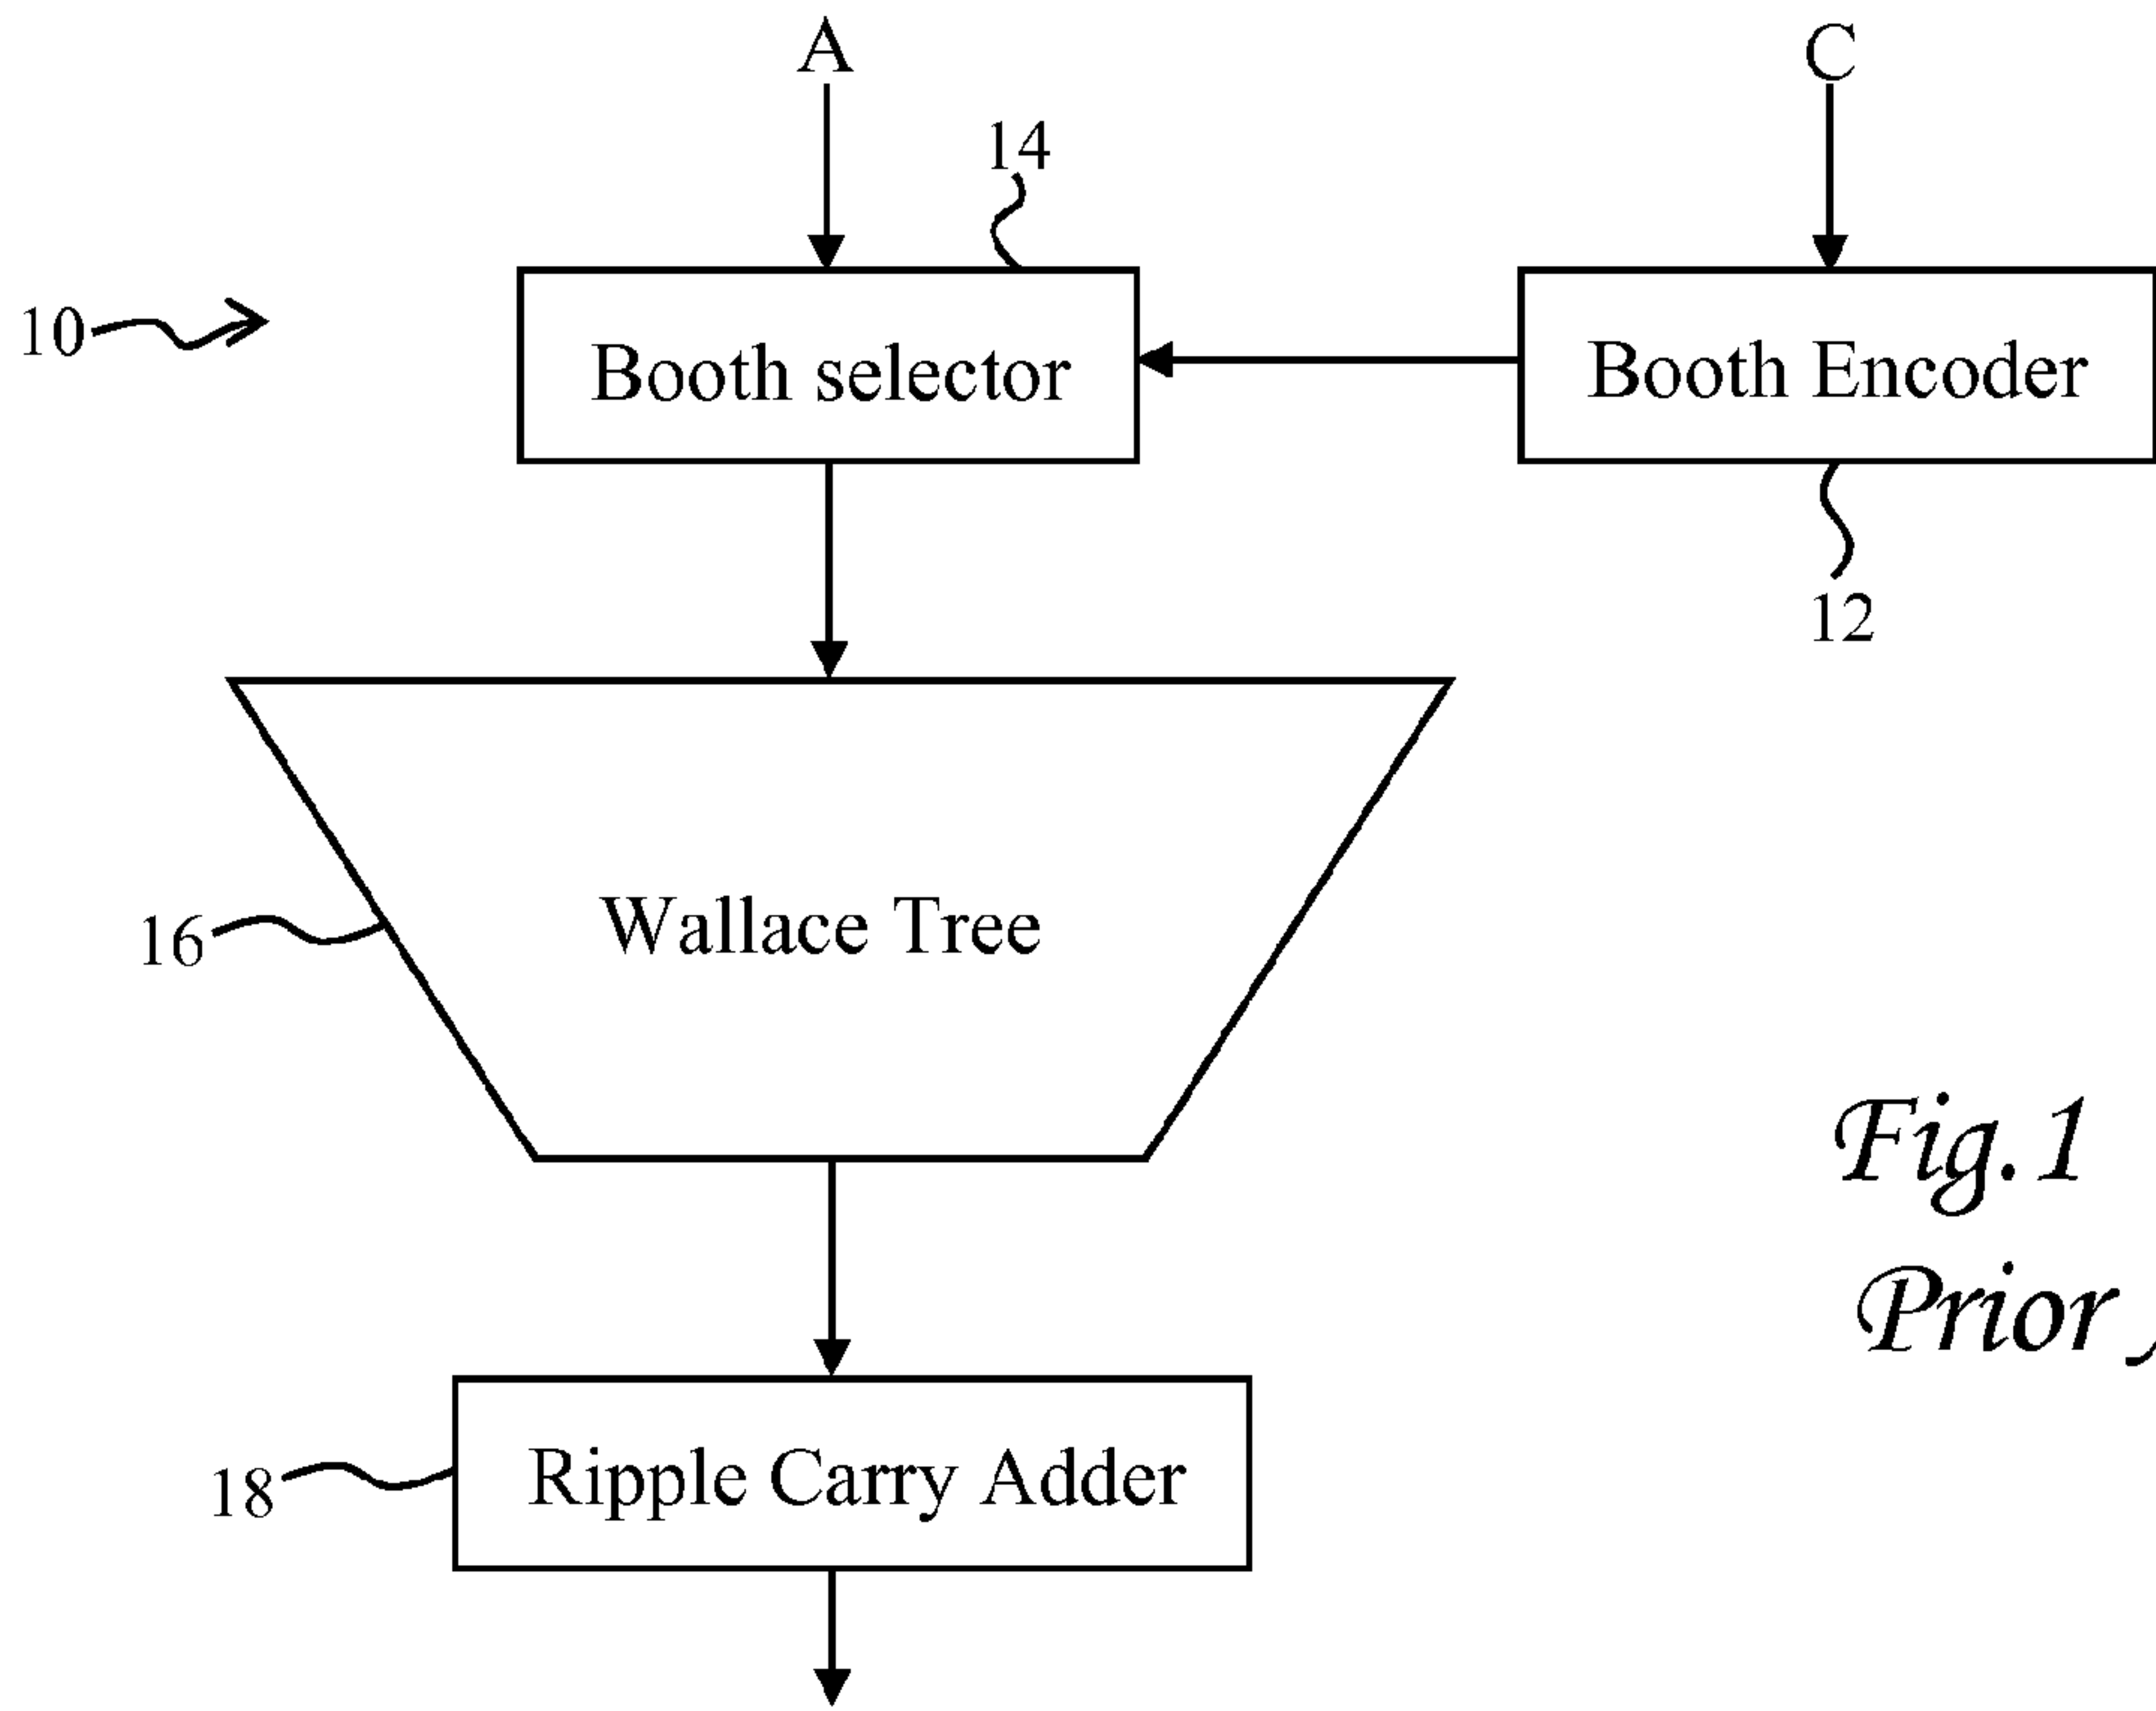 A
C
14
10
Booth selector
Booth Encoder
12
Wallace Tree
16
Fig. 1
Prior
Ripple Carry Adder
18